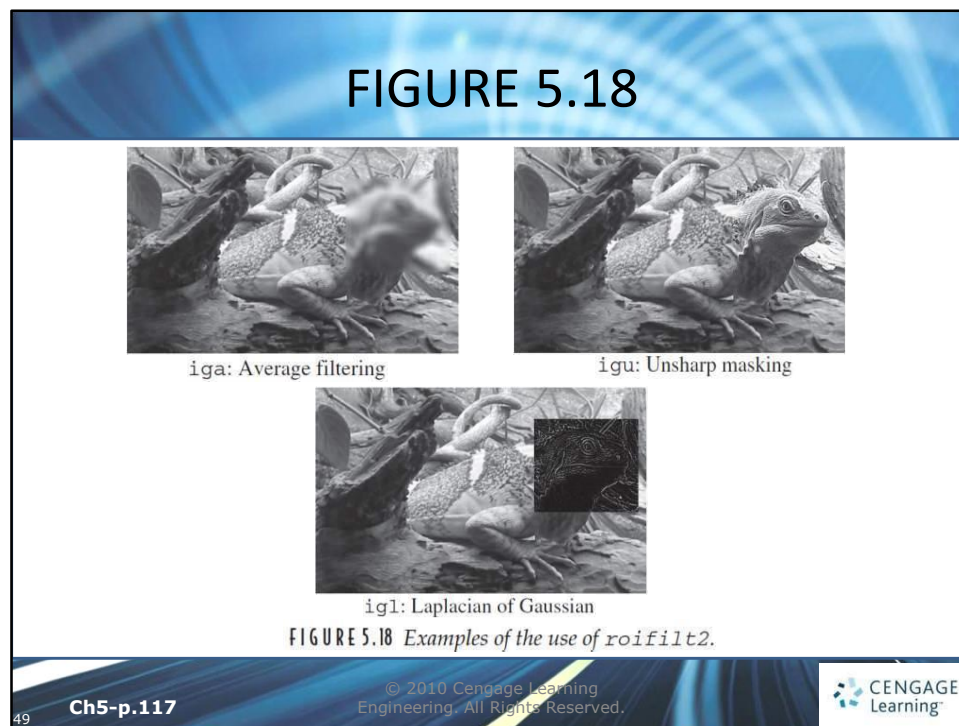 FIGURE 5.18
iga: Average filtering
igu: Unsharp masking
igl: Laplacian of Gaussian
FIGURE 5.18 Examples of the use of roifilt2.
49
Ch5-p.117
© 2010 Cengage Learning
Engineering. All Rights Reserved.
CENGAGE
Learning™